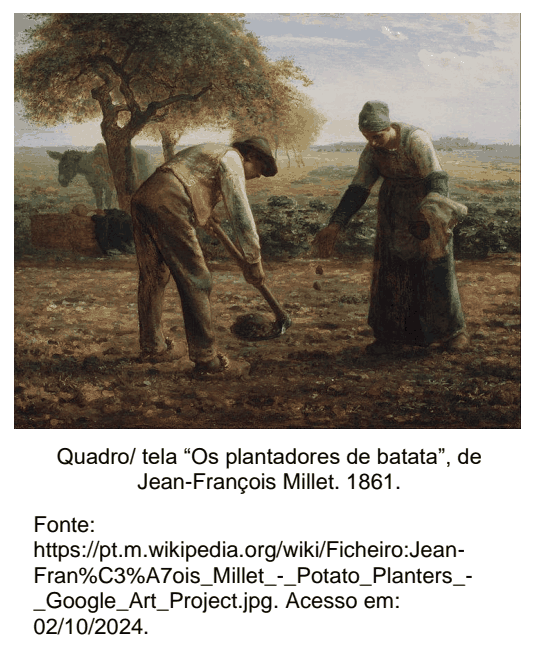 Quadro/ tela “Os plantadores de batata”, de
Jean-François Millet. 1861.
Fonte:
https://pt.m.wikipedia.org/wiki/Ficheiro:Jean-
Fran%C3%A7ois_Millet_-_Potato_Planters_-
_Google_Art_Project.jpg. Acesso em:
02/10/2024.